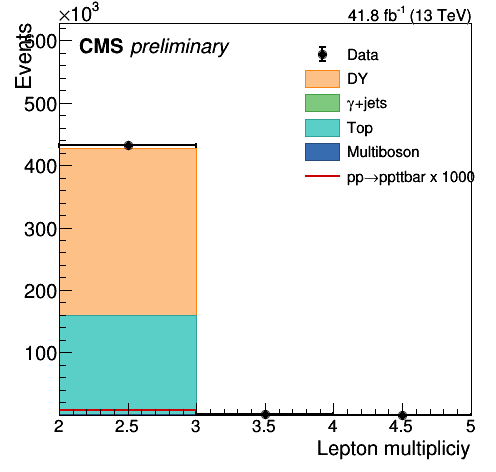 ×10³
41.8 fb⁻¹ (13 TeV)
Events
CMS preliminary
Data
DY
γ+jets
Top
Multiboson
pp→ppttbar x 1000
600
500
400
300
200
100
2 2.5 3 3.5 4 4.5 5
Lepton multipliciy